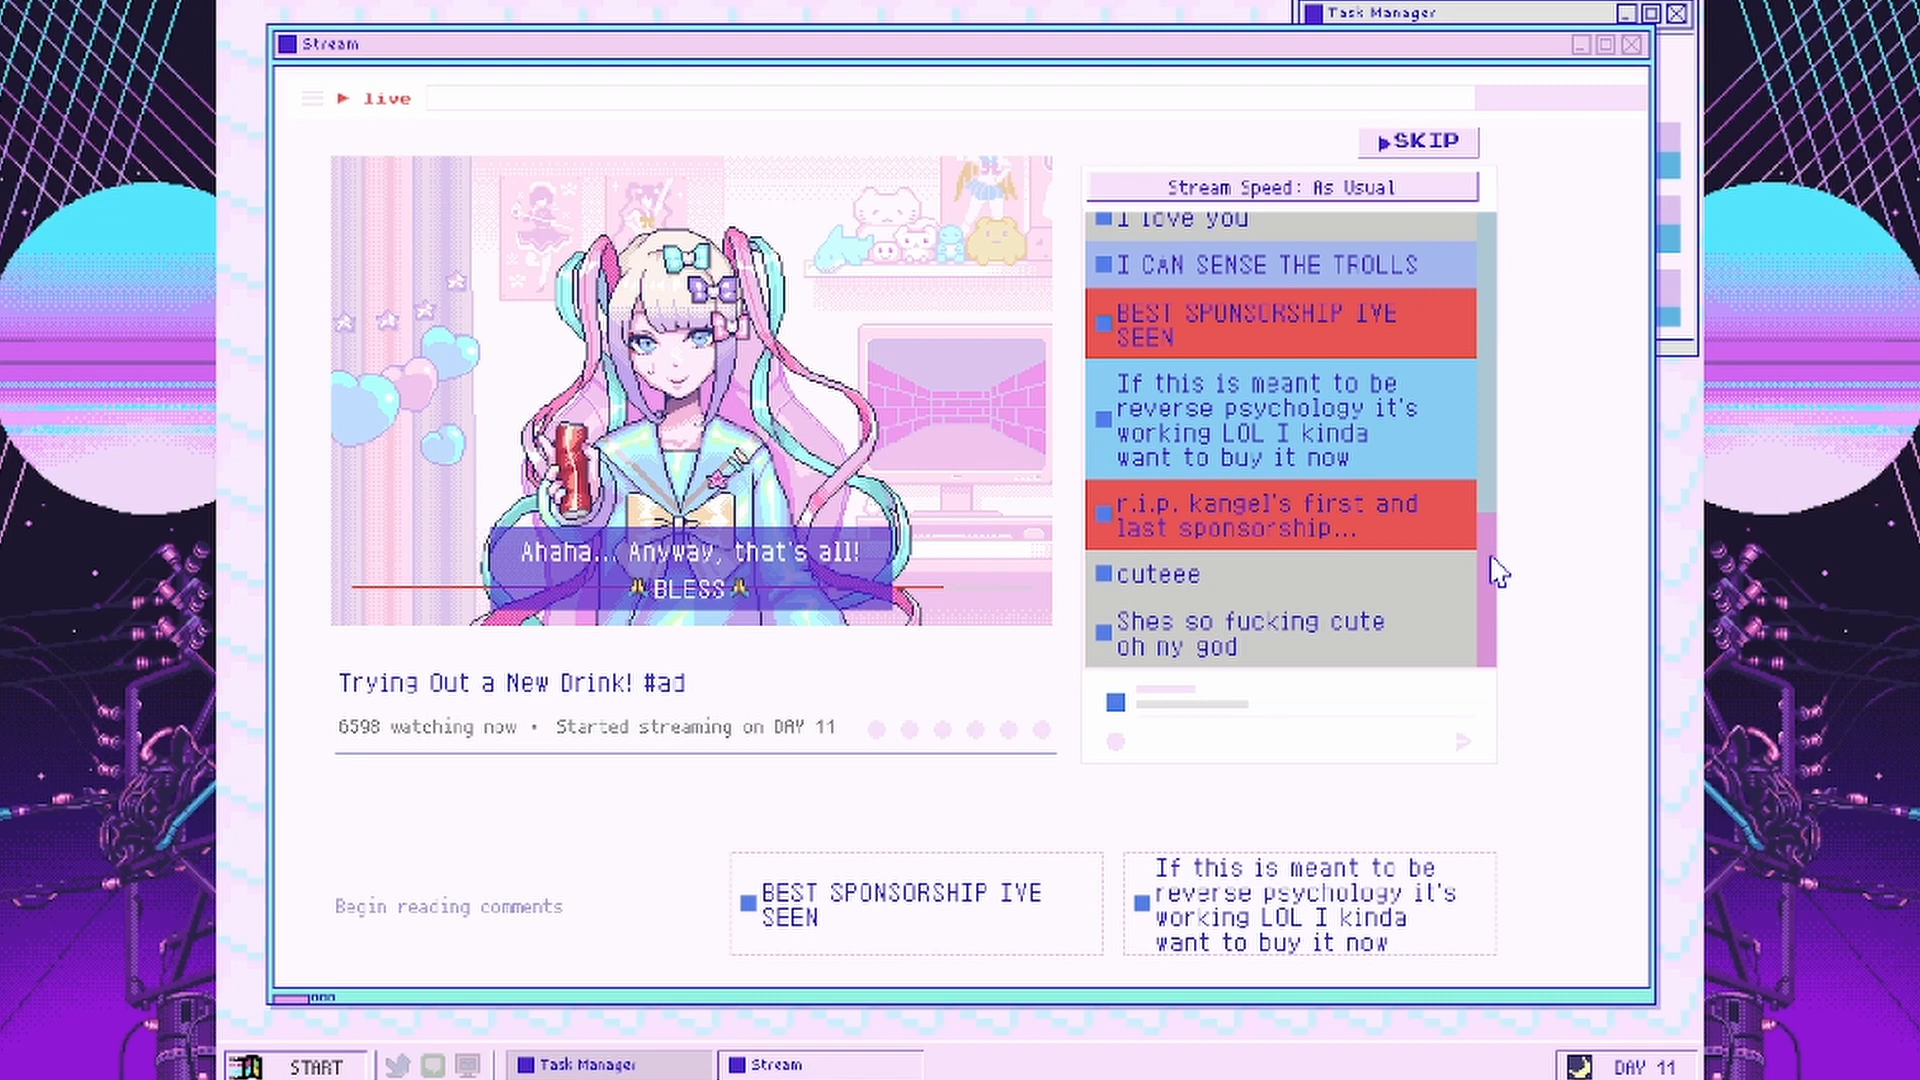 Task Manager
Stream
live
SKIP
Stream Speed: As Usual
I love you
I CAN SENSE THE TROLLS
BEST SPONSORSHIP IVE
SEEN
If this is meant to be
reverse psychology it's
working LOL I kinda
want to buy it now
r.i.p. kangel's first and
last sponsorship...
cuteee
Shes so fucking cute
oh my god
Ahaha... Anyway, that's all!
🙏BLESS🙏
Trying Out a New Drink! #ad
6598 watching now • Started streaming on DAY 11
Begin reading comments
BEST SPONSORSHIP IVE
SEEN
If this is meant to be
reverse psychology it's
working LOL I kinda
want to buy it now
START
Task Manager
Stream
DAY 11